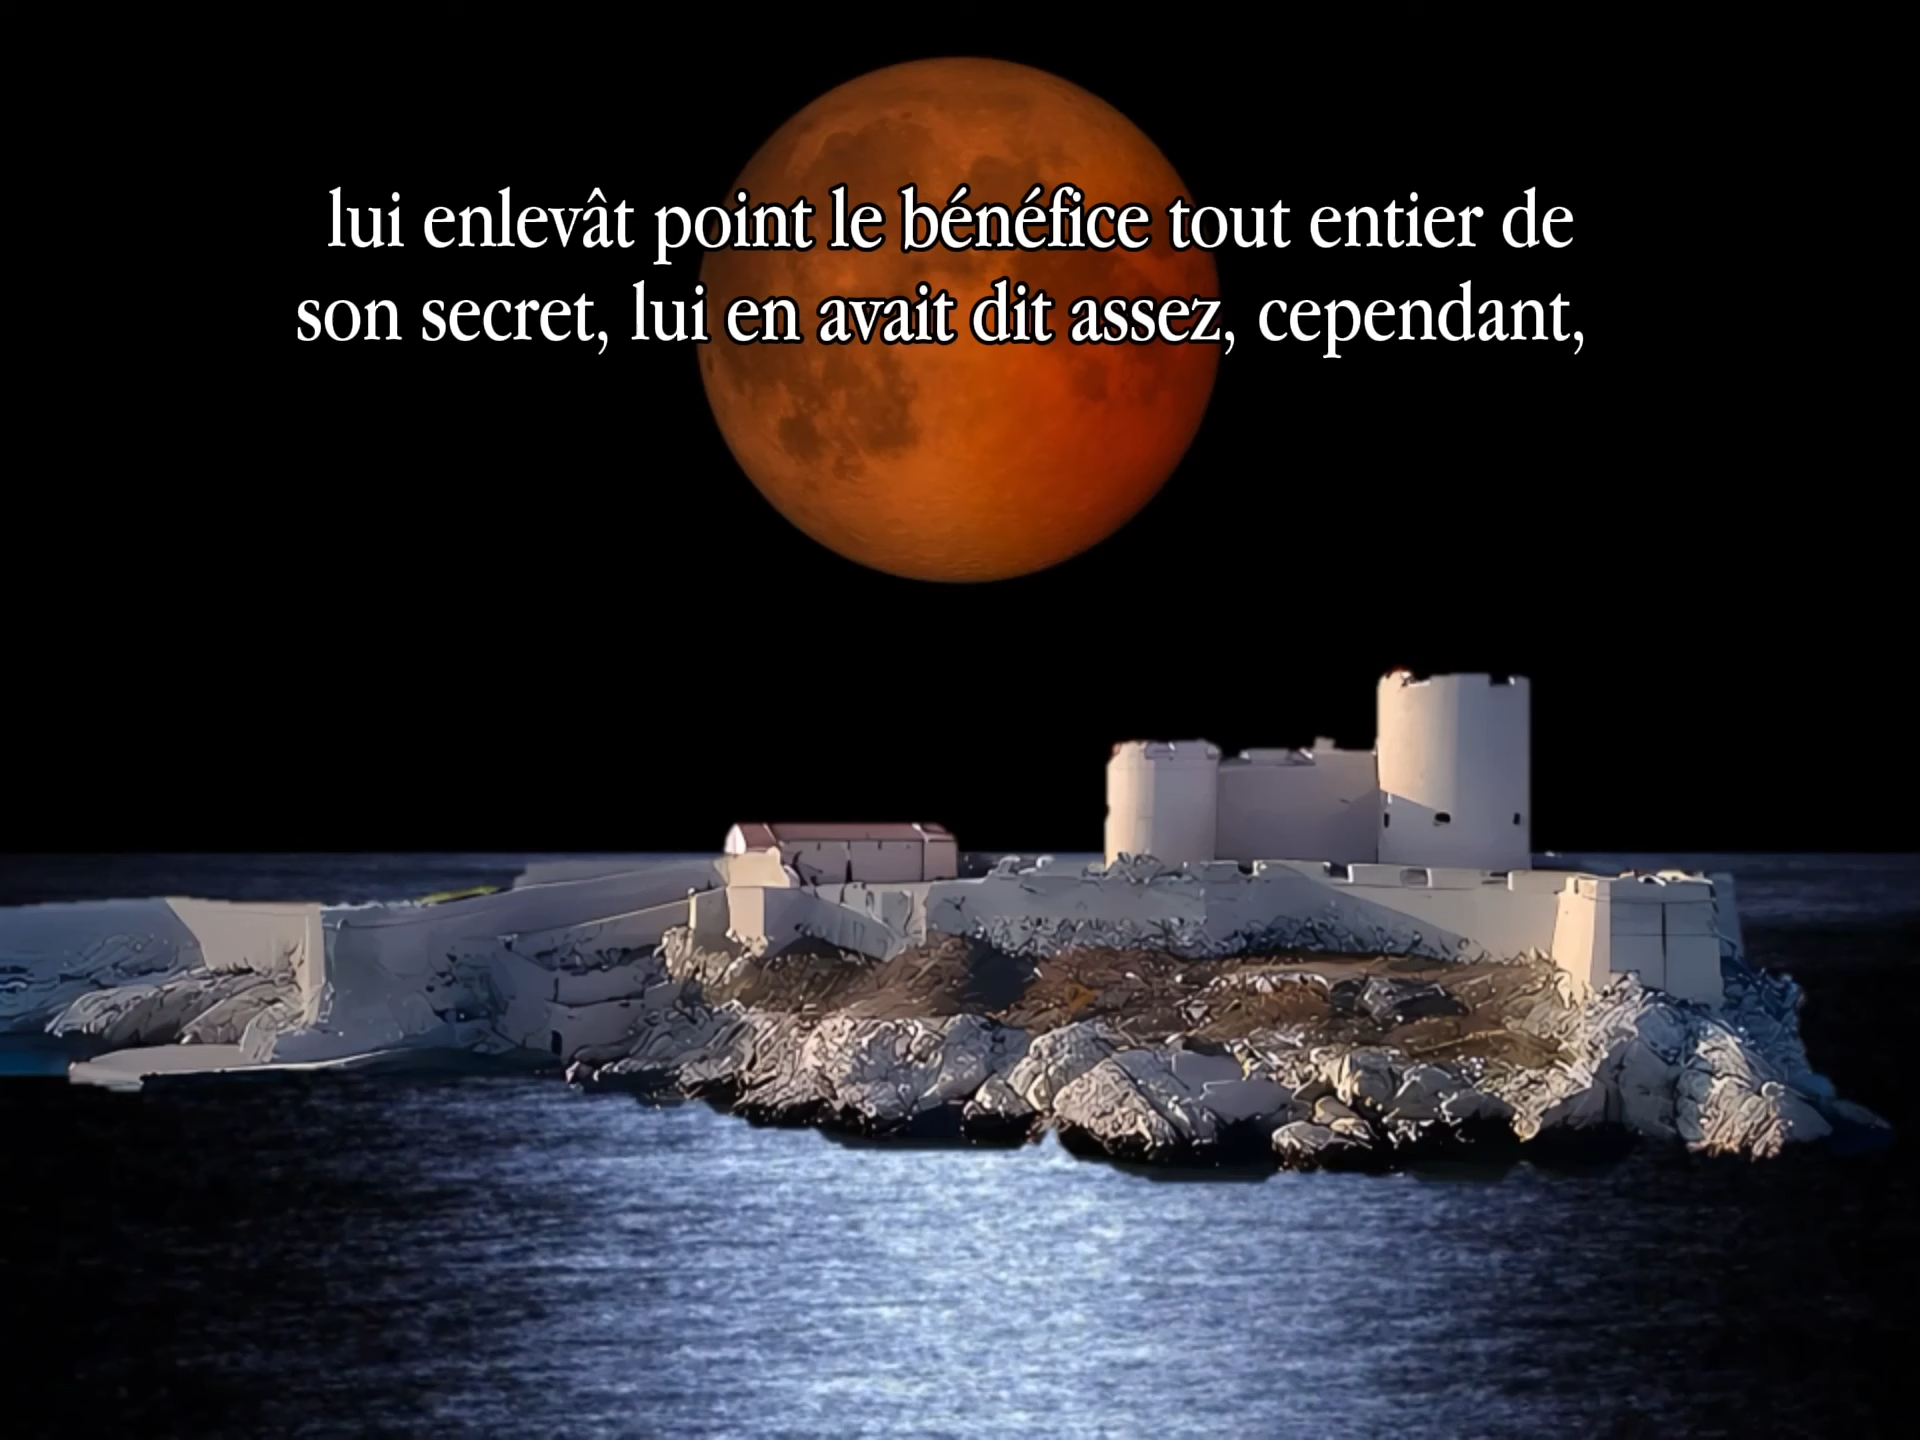 lui enlevât point le bénéfice tout entier de
son secret, lui en avait dit assez, cependant,